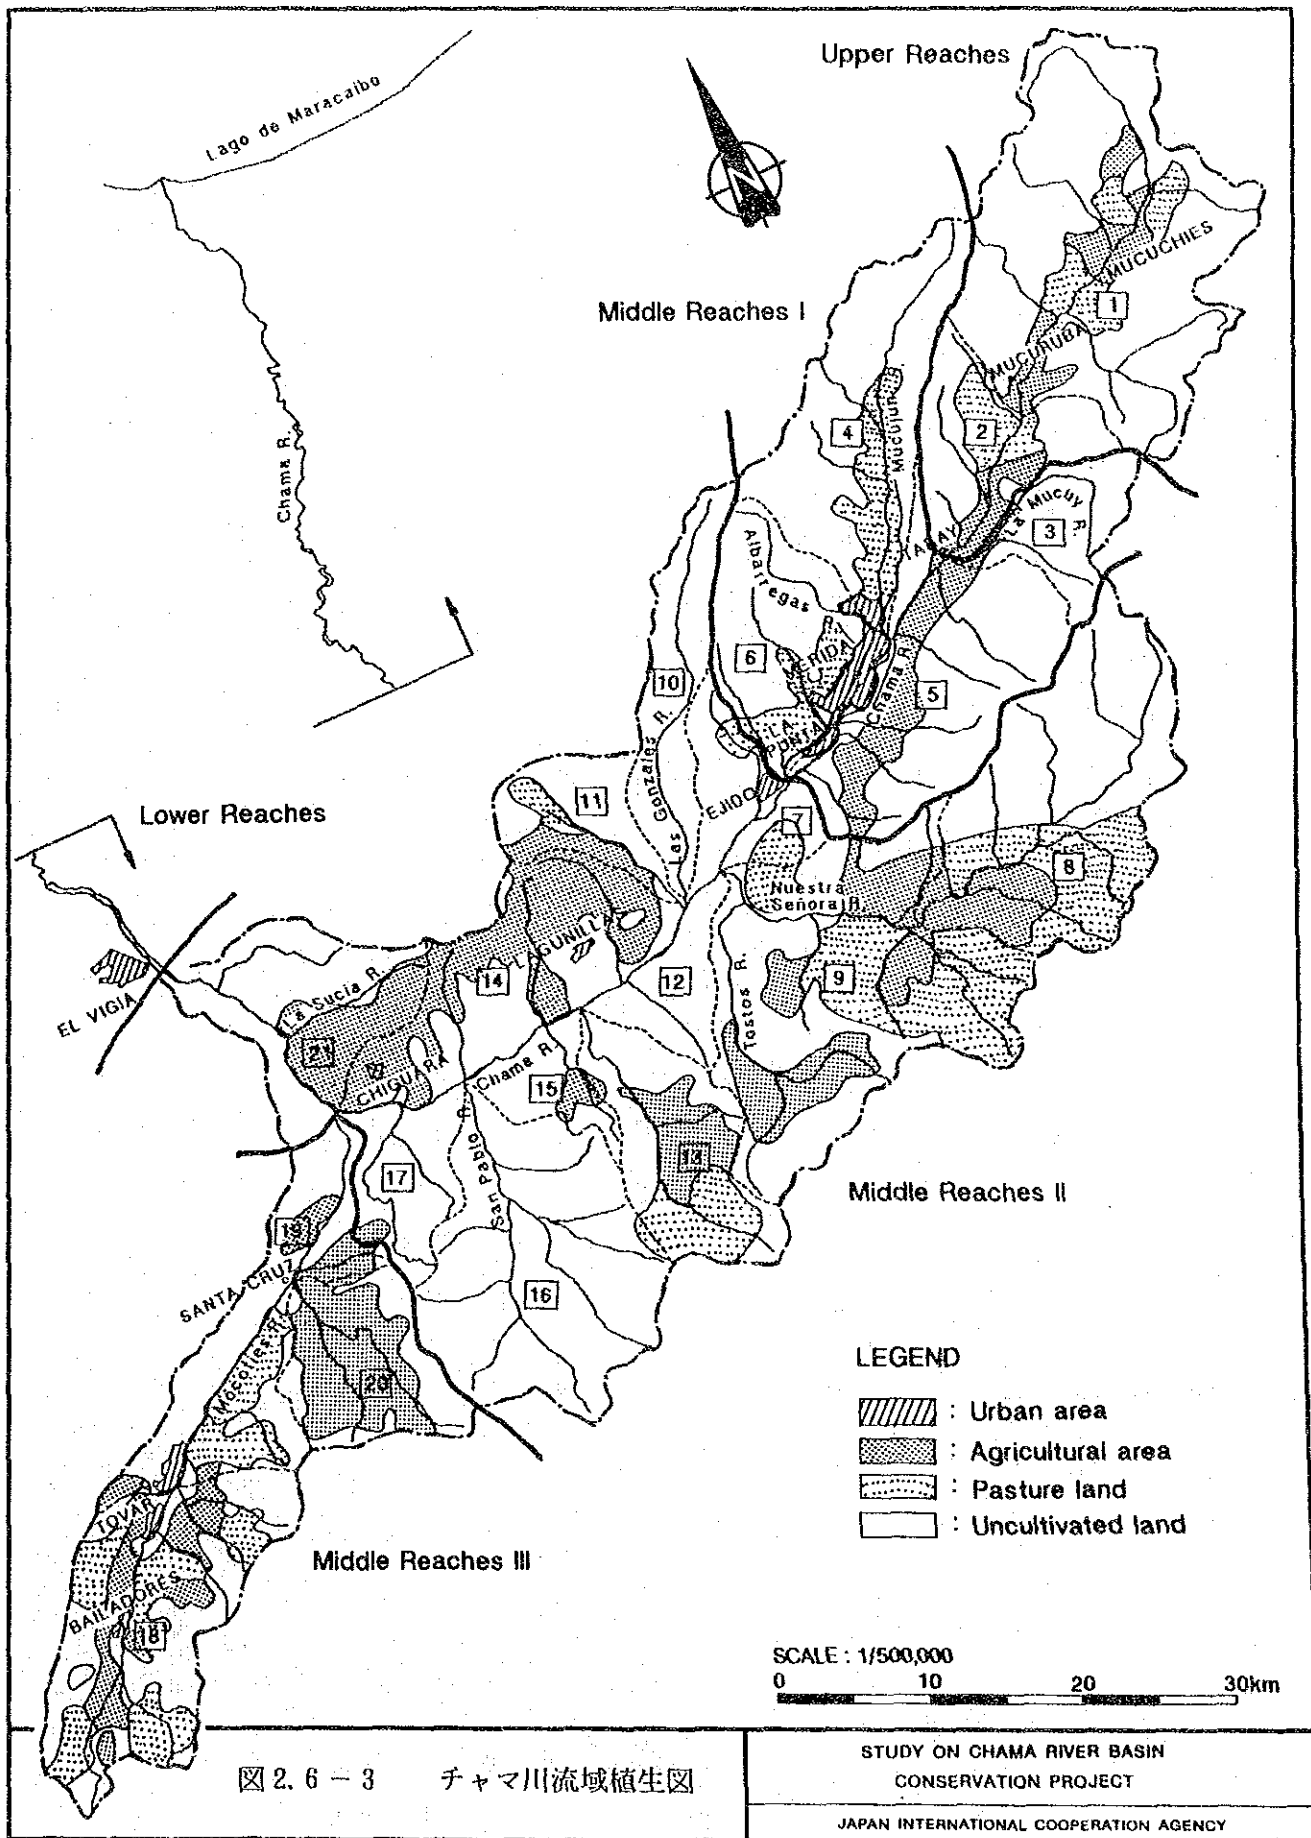 Upper Reaches
Lago de Maracaibo
N
Middle Reaches I
MUCUCHIES
1
MUCURUBA
Mucujun R.
4
2
Chama R.
La Mucuy R.
3
TABAY
Albarregas R.
6
MERIDA
10
Chama R.
5
LA PUNTA
Las Gonzales R.
11
EJIDO
7
Lower Reaches
8
Nuestra Señora R.
LAGUNILLAS
14
12
9
Tostos R.
EL VIGIA
La Sucia R.
21
CHIGUARA
Chama R.
15
San Pablo R.
13
17
Middle Reaches II
19
SANTA CRUZ
16
Mocoties R.
20
LEGEND
: Urban area
: Agricultural area
: Pasture land
: Uncultivated land
TOVAR
Middle Reaches III
BAILADORES
18
SCALE : 1/500,000
0 10 20 30km
図 2.6－3 チャマ川流域植生図
STUDY ON CHAMA RIVER BASIN
CONSERVATION PROJECT
JAPAN INTERNATIONAL COOPERATION AGENCY